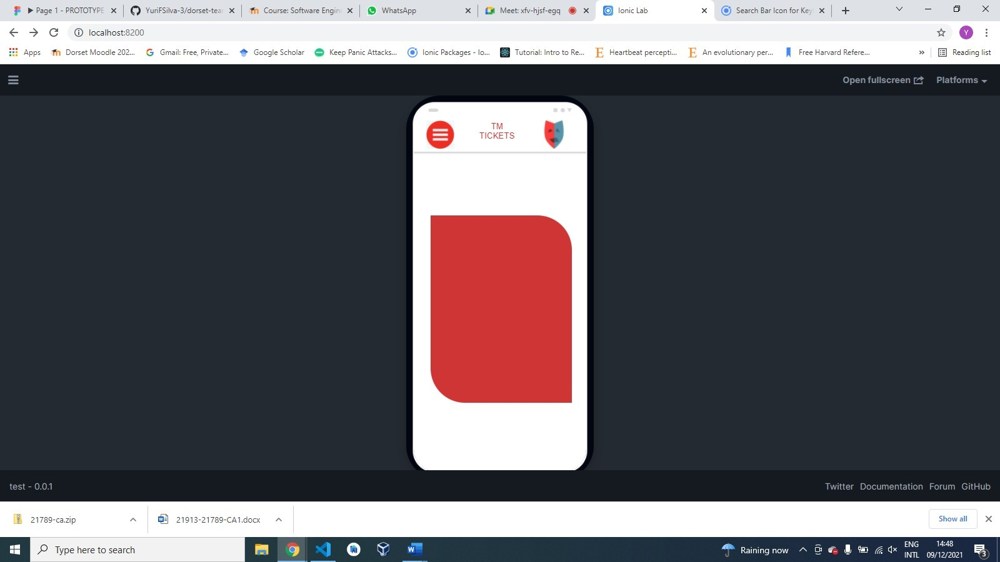 ▶ Page 1 - PROTOTYPE
YuriFSilva-3/dorset-tea
Course: Software Engin
WhatsApp
Meet: xfv-hjsf-egq
Ionic Lab
Search Bar Icon for Key
localhost:8200
Y
Apps
Dorset Moodle 202...
Gmail: Free, Private...
Google Scholar
Keep Panic Attacks...
Ionic Packages - Io...
Tutorial: Intro to Re...
Heartbeat percepti...
An evolutionary per...
Free Harvard Refere...
»
Reading list
Open fullscreen
Platforms
TM
TICKETS
test - 0.0.1
Twitter Documentation Forum GitHub
21789-ca.zip
21913-21789-CA1.docx
Show all
Type here to search
Raining now
ENG
INTL
14:48
09/12/2021
3